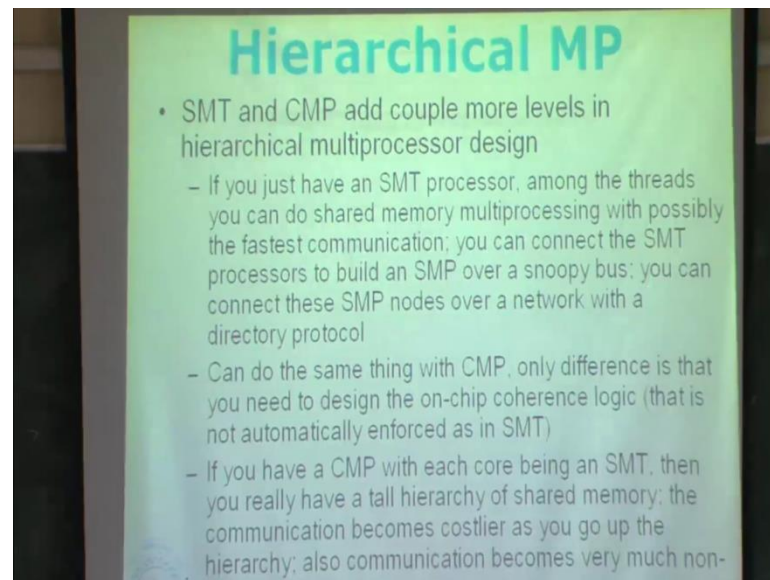 Hierarchical MP
• SMT and CMP add couple more levels in
hierarchical multiprocessor design
– If you just have an SMT processor, among the threads
you can do shared memory multiprocessing with possibly
the fastest communication; you can connect the SMT
processors to build an SMP over a snoopy bus; you can
connect these SMP nodes over a network with a
directory protocol
– Can do the same thing with CMP, only difference is that
you need to design the on-chip coherence logic (that is
not automatically enforced as in SMT)
– If you have a CMP with each core being an SMT, then
you really have a tall hierarchy of shared memory; the
communication becomes costlier as you go up the
hierarchy; also communication becomes very much non-